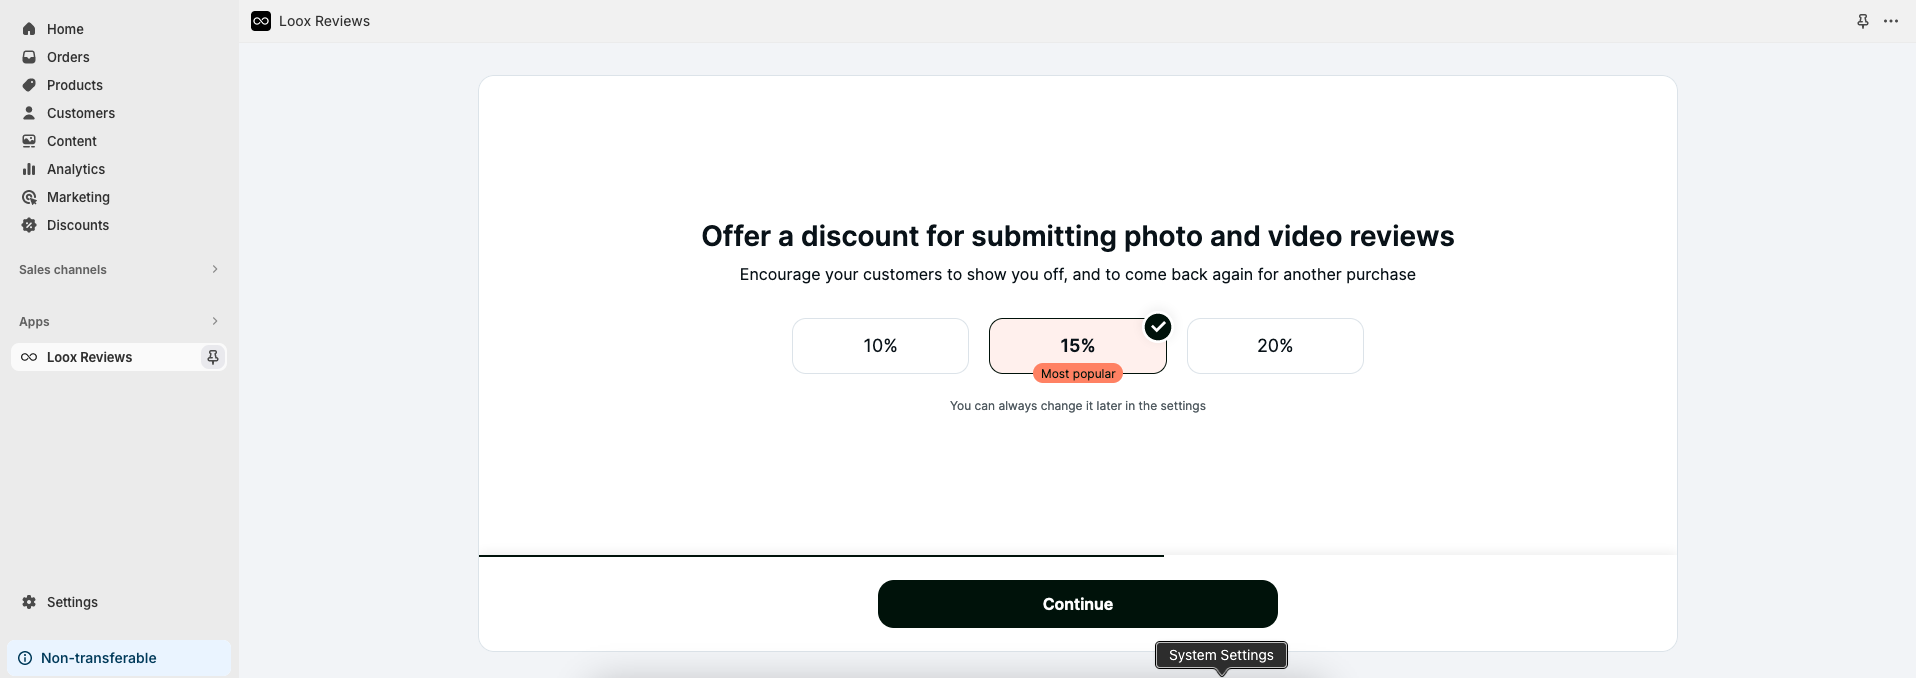 Home
Orders
Products
Customers
Content
Analytics
Marketing
Discounts
Sales channels
Apps
Loox Reviews
Settings
Non-transferable
Loox Reviews
Offer a discount for submitting photo and video reviews
Encourage your customers to show you off, and to come back again for another purchase
10%
15%
Most popular
20%
You can always change it later in the settings
Continue
System Settings